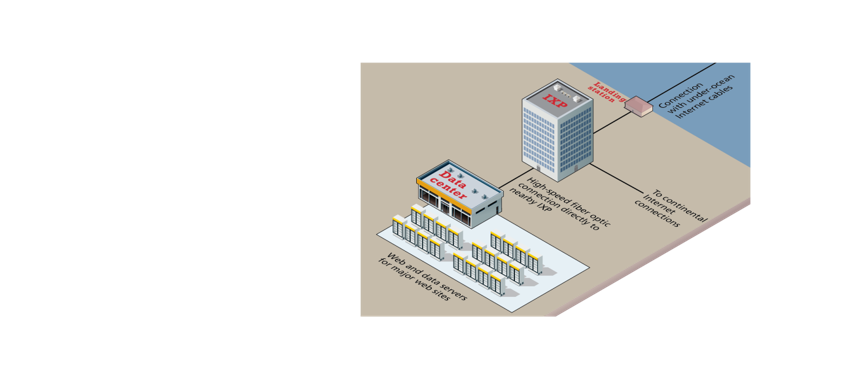 Landing
station
IXP
Connection
with under-ocean
Internet cables
Data
center
High-speed fiber optic
connection directly to
nearby IXP
To continental
Internet
connections
Web and data servers
for major web sites